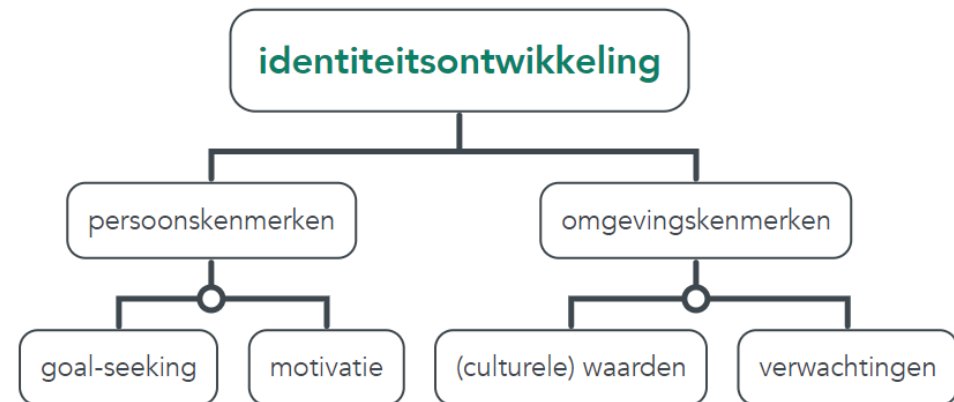 identiteitsontwikkeling
persoonskenmerken
omgevingskenmerken
goal-seeking
motivatie
(culturele) waarden
verwachtingen